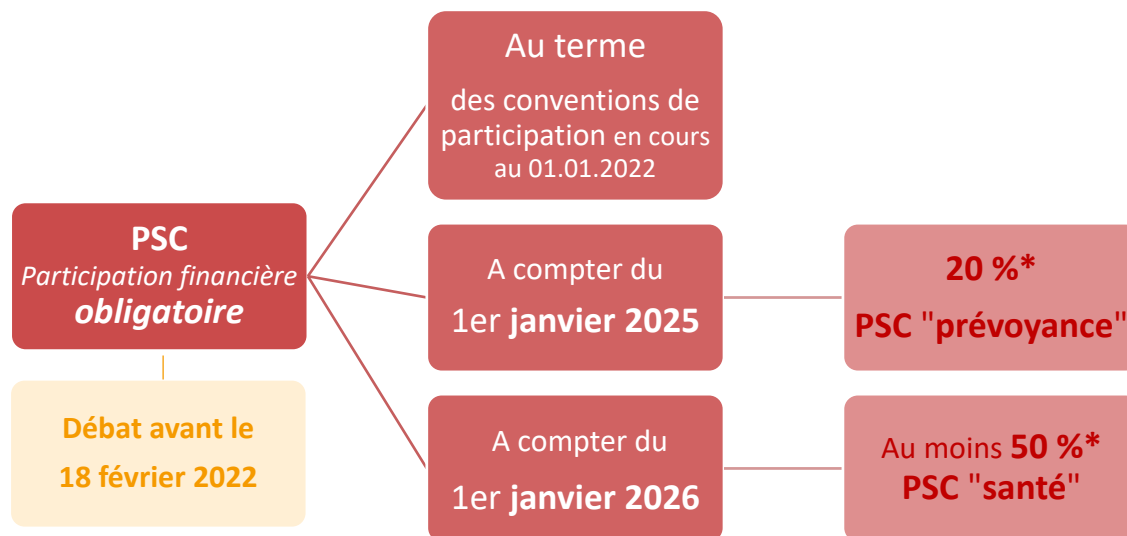 Au terme
des conventions de
participation en cours
au 01.01.2022
PSC
Participation financière
obligatoire
Débat avant le
18 février 2022
A compter du
1er janvier 2025
20 %*
PSC "prévoyance"
A compter du
1er janvier 2026
Au moins 50 %*
PSC "santé"